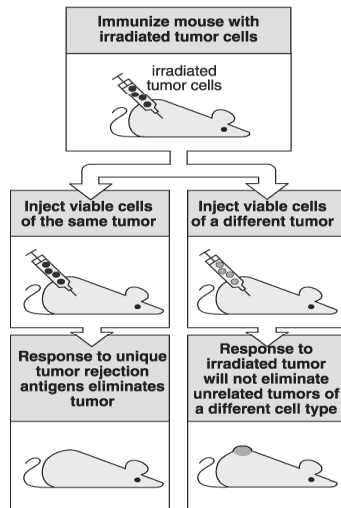 Immunize mouse with
irradiated tumor cells
irradiated
tumor cells
Inject viable cells
of the same tumor
Inject viable cells
of a different tumor
Response to unique
tumor rejection
antigens eliminates
tumor
Response to
irradiated tumor
will not eliminate
unrelated tumors of
a different cell type